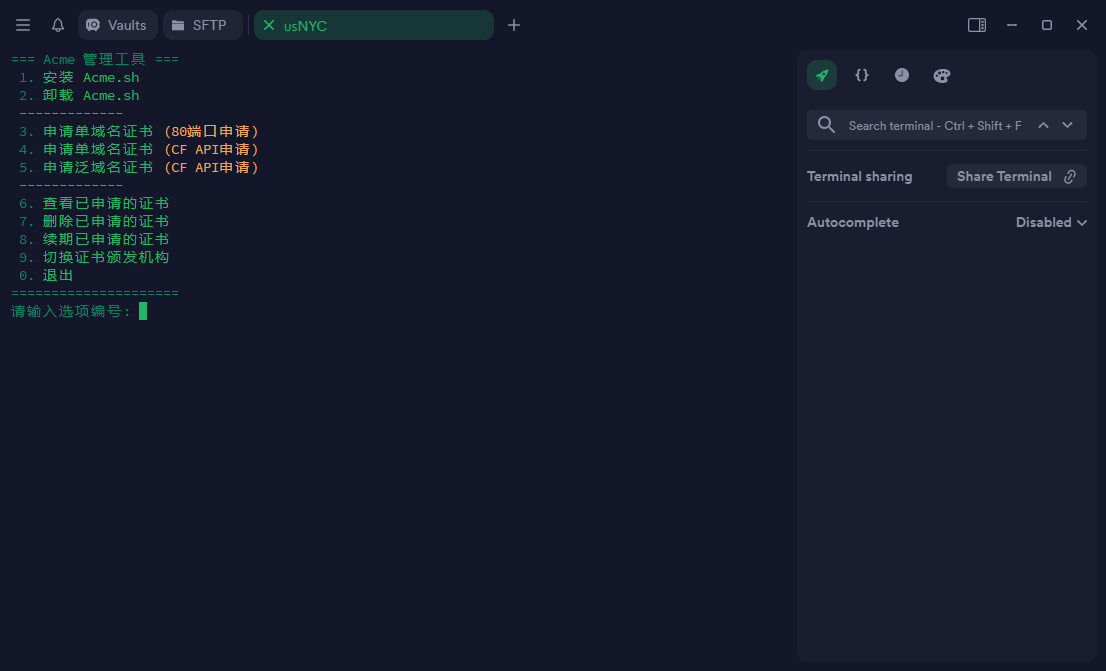 Vaults
SFTP
usNYC
=== Acme 管理工具 ===
1. 安装 Acme.sh
2. 卸载 Acme.sh
-------------
3. 申请单域名证书 (80端口申请)
4. 申请单域名证书 (CF API申请)
5. 申请泛域名证书 (CF API申请)
-------------
6. 查看已申请的证书
7. 删除已申请的证书
8. 续期已申请的证书
9. 切换证书颁发机构
0. 退出
=====================
请输入选项编号:
{}
Search terminal - Ctrl + Shift + F
Terminal sharing
Share Terminal
Autocomplete
Disabled